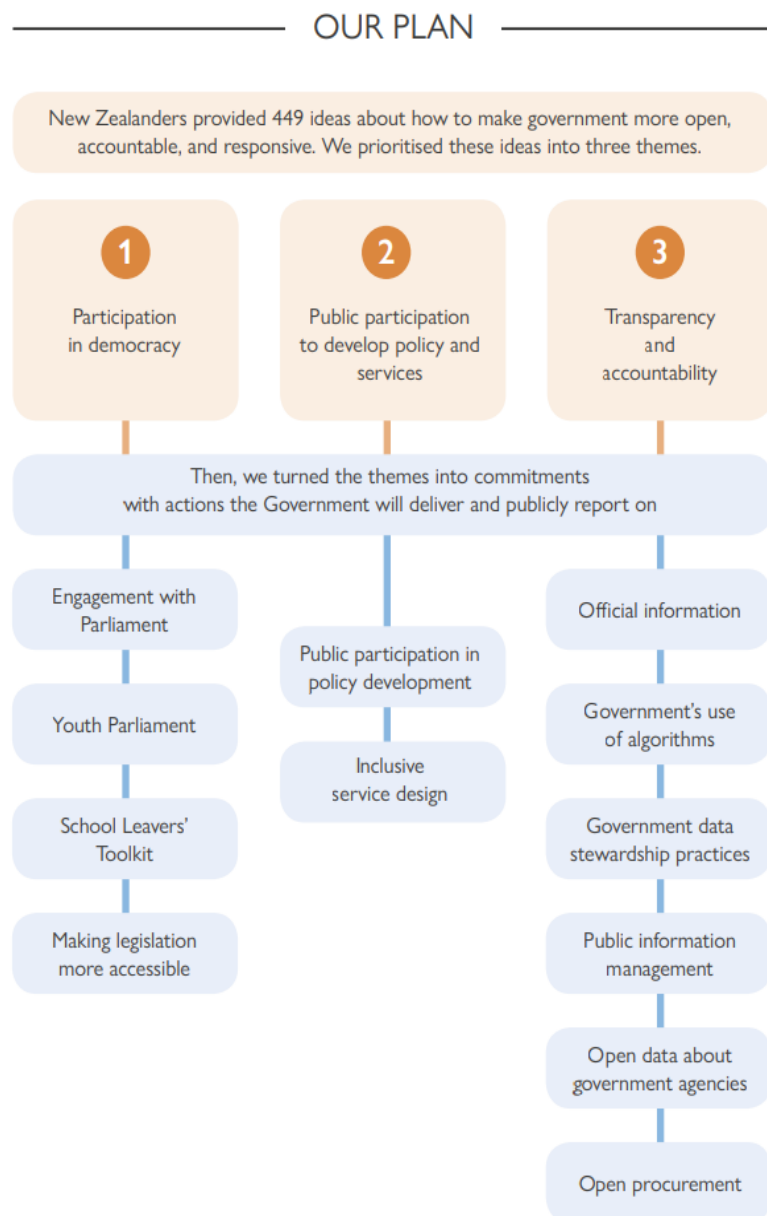 OUR PLAN
New Zealanders provided 449 ideas about how to make government more open,
accountable, and responsive. We prioritised these ideas into three themes.
1
Participation
in democracy
2
Public participation
to develop policy and
services
3
Transparency
and
accountability
Then, we turned the themes into commitments
with actions the Government will deliver and publicly report on
Engagement with
Parliament
Youth Parliament
School Leavers’
Toolkit
Making legislation
more accessible
Public participation in
policy development
Inclusive
service design
Official information
Government’s use
of algorithms
Government data
stewardship practices
Public information
management
Open data about
government agencies
Open procurement